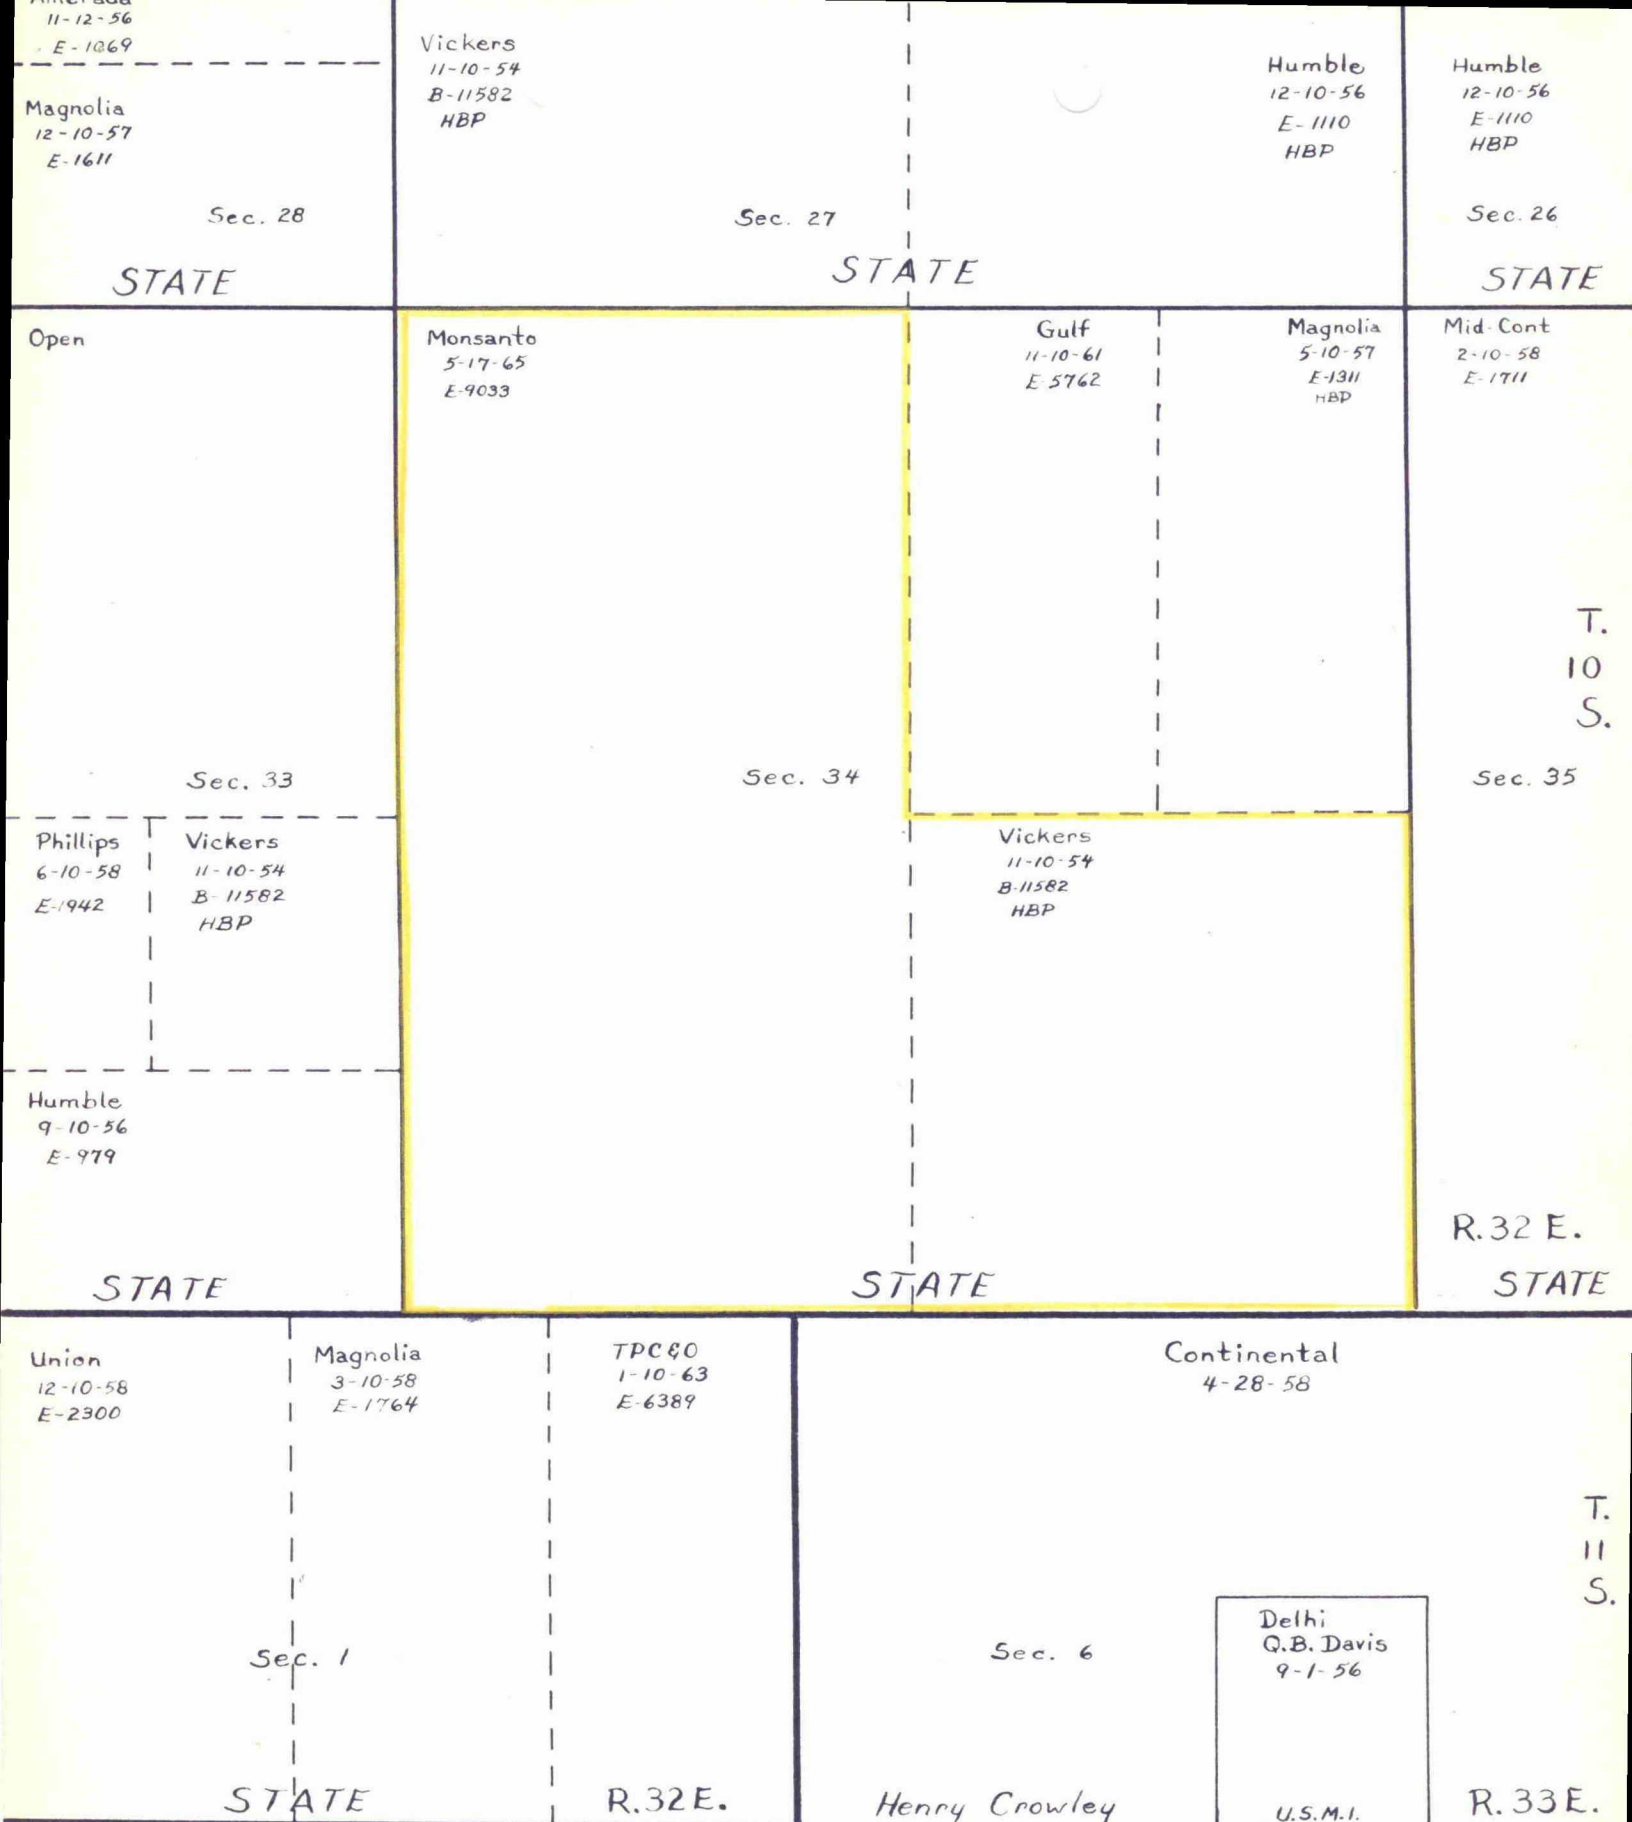 Amerada
11-12-56
E-1069
Magnolia
12-10-57
E-1611
Sec. 28
STATE
Vickers
11-10-54
B-11582
HBP
Sec. 27
STATE
Humble
12-10-56
E-1110
HBP
Humble
12-10-56
E-1110
HBP
Sec. 26
STATE
Open
Sec. 33
Monsanto
5-17-65
E-9033
Sec. 34
Gulf
11-10-61
E-5762
Magnolia
5-10-57
E-1311
HBP
Mid-Cont
2-10-58
E-1711
T.
10
S.
Sec. 35
Phillips
6-10-58
E-1942
Vickers
11-10-54
B-11582
HBP
Vickers
11-10-54
B-11582
HBP
Humble
9-10-56
E-979
STATE
STATE
R.32 E.
STATE
Union
12-10-58
E-2300
Magnolia
3-10-58
E-1764
TPC&O
1-10-63
E-6389
Continental
4-28-58
T.
11
S.
Sec. 1
Sec. 6
Delhi
Q.B. Davis
9-1-56
STATE
R.32E.
Henry Crowley
U.S.M.I.
R.33E.